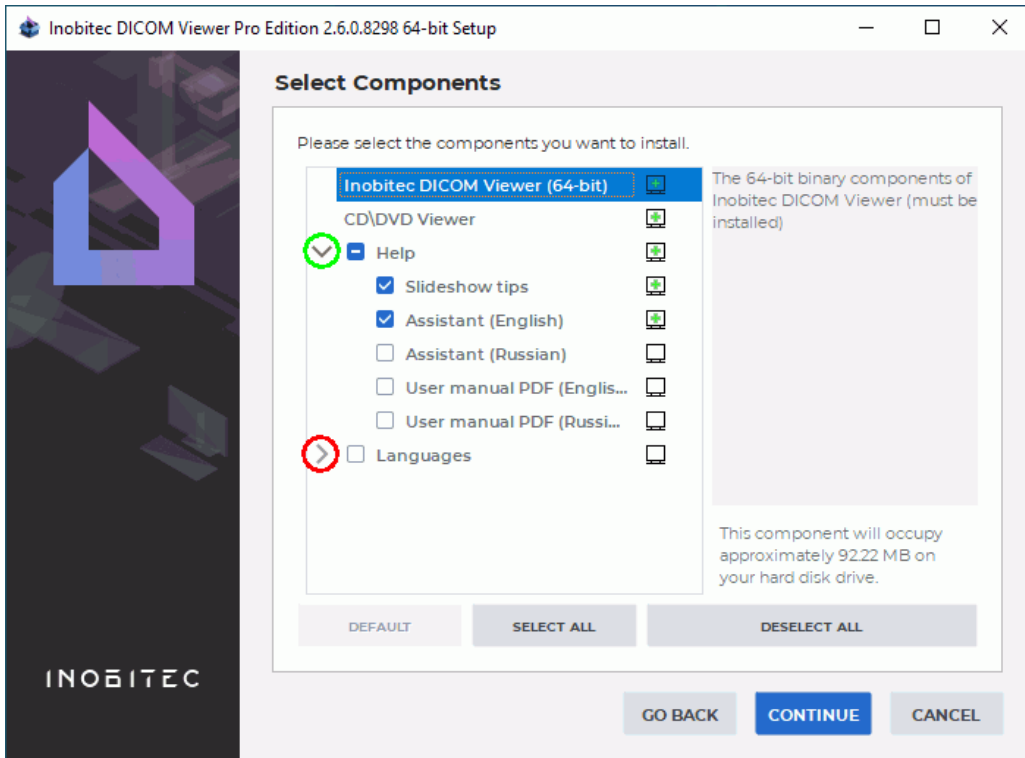 Inobitec DICOM Viewer Pro Edition 2.6.0.8298 64-bit Setup
Select Components
Please select the components you want to install.
Inobitec DICOM Viewer (64-bit)
CD\DVD Viewer
Help
Slideshow tips
Assistant (English)
Assistant (Russian)
User manual PDF (Englis...
User manual PDF (Russi...
Languages
The 64-bit binary components of
Inobitec DICOM Viewer (must be
installed)
This component will occupy
approximately 92.22 MB on
your hard disk drive.
DEFAULT
SELECT ALL
DESELECT ALL
INOBITEC
GO BACK
CONTINUE
CANCEL